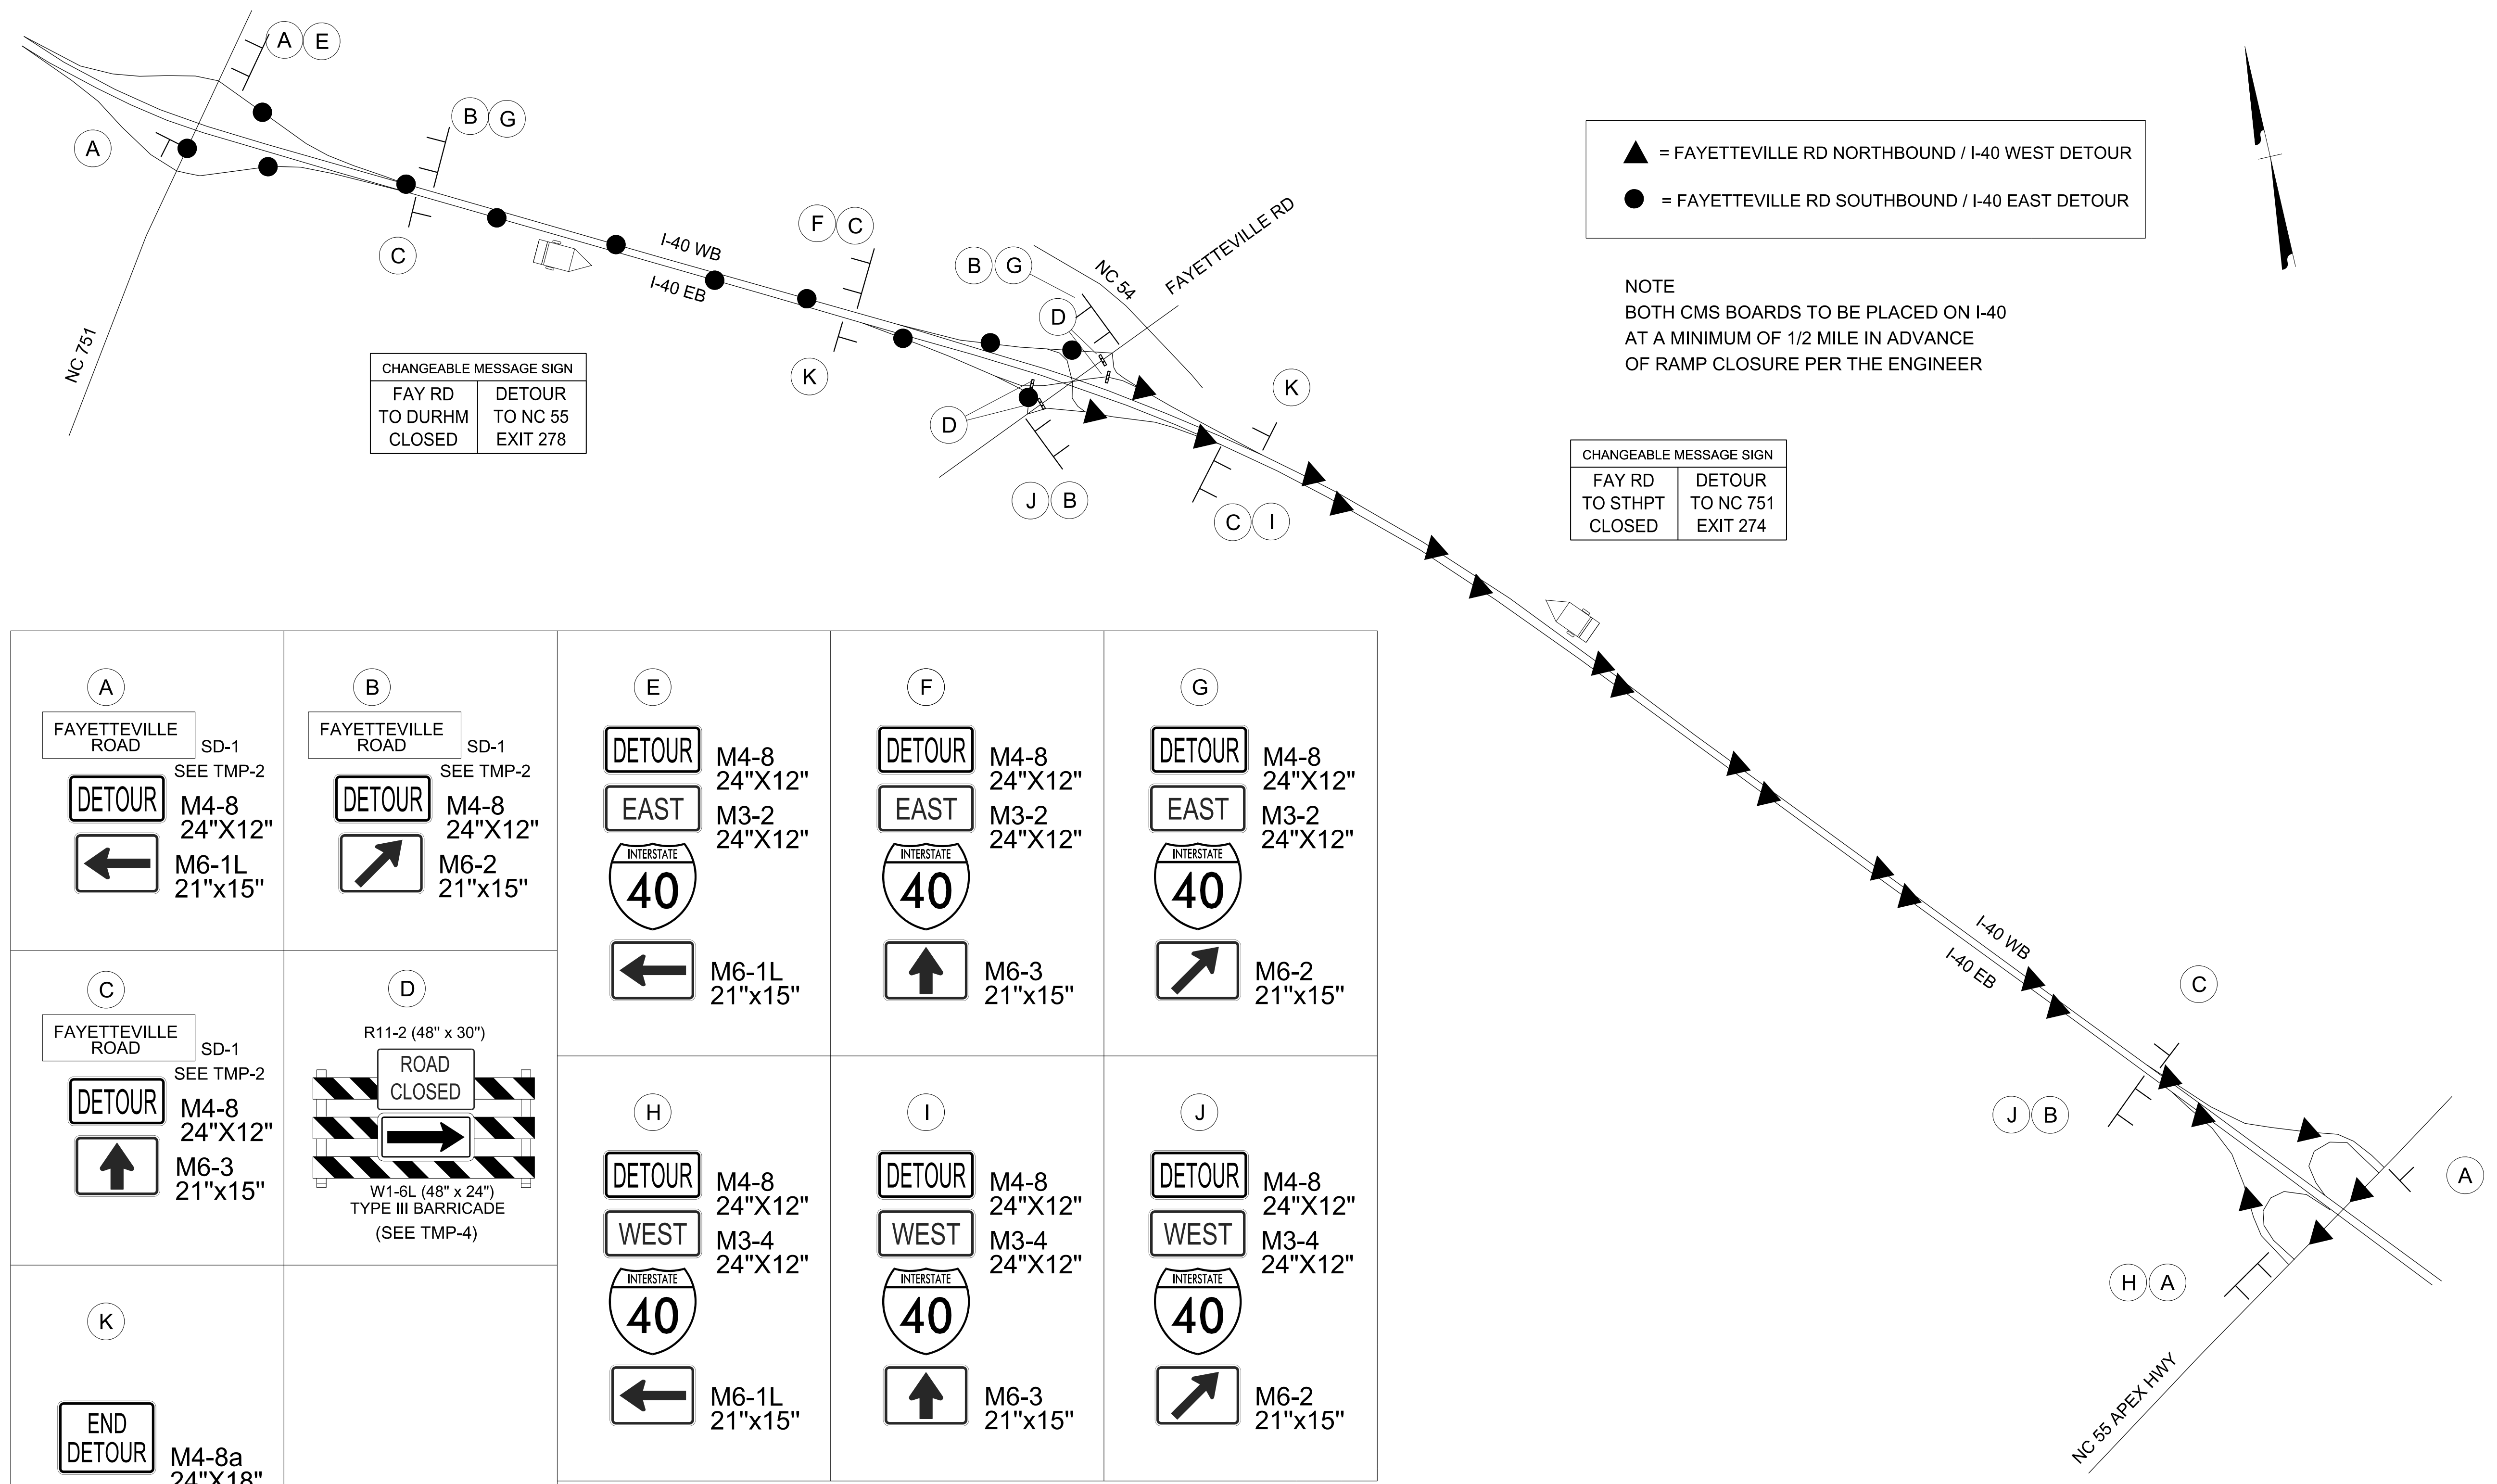 A E
B G
A
C
F C
I-40 WB
I-40 EB
K
B G
D
NC 54
FAYETTEVILLE RD
D
J B
K
C I
NC 751
▲ = FAYETTEVILLE RD NORTHBOUND / I-40 WEST DETOUR
● = FAYETTEVILLE RD SOUTHBOUND / I-40 EAST DETOUR
NOTE
BOTH CMS BOARDS TO BE PLACED ON I-40
AT A MINIMUM OF 1/2 MILE IN ADVANCE
OF RAMP CLOSURE PER THE ENGINEER
CHANGEABLE MESSAGE SIGN
FAY RD DETOUR
TO DURHM TO NC 55
CLOSED EXIT 278
CHANGEABLE MESSAGE SIGN
FAY RD DETOUR
TO STHPT TO NC 751
CLOSED EXIT 274
I-40 WB
I-40 EB
C
J B
A
H A
NC 55 APEX HWY
A
FAYETTEVILLE
ROAD
SD-1
SEE TMP-2
DETOUR M4-8
24"X12"
M6-1L
21"x15"
B
FAYETTEVILLE
ROAD
SD-1
SEE TMP-2
DETOUR M4-8
24"X12"
M6-2
21"x15"
E
DETOUR M4-8
24"X12"
EAST M3-2
24"X12"
INTERSTATE
40
M6-1L
21"x15"
F
DETOUR M4-8
24"X12"
EAST M3-2
24"X12"
INTERSTATE
40
M6-3
21"x15"
G
DETOUR M4-8
24"X12"
EAST M3-2
24"X12"
INTERSTATE
40
M6-2
21"x15"
C
FAYETTEVILLE
ROAD
SD-1
SEE TMP-2
DETOUR M4-8
24"X12"
M6-3
21"x15"
D
R11-2 (48" x 30")
ROAD
CLOSED
W1-6L (48" x 24")
TYPE III BARRICADE
(SEE TMP-4)
H
DETOUR M4-8
24"X12"
WEST M3-4
24"X12"
INTERSTATE
40
M6-1L
21"x15"
I
DETOUR M4-8
24"X12"
WEST M3-4
24"X12"
INTERSTATE
40
M6-3
21"x15"
J
DETOUR M4-8
24"X12"
WEST M3-4
24"X12"
INTERSTATE
40
M6-2
21"x15"
K
END
DETOUR
M4-8a
24"X18"